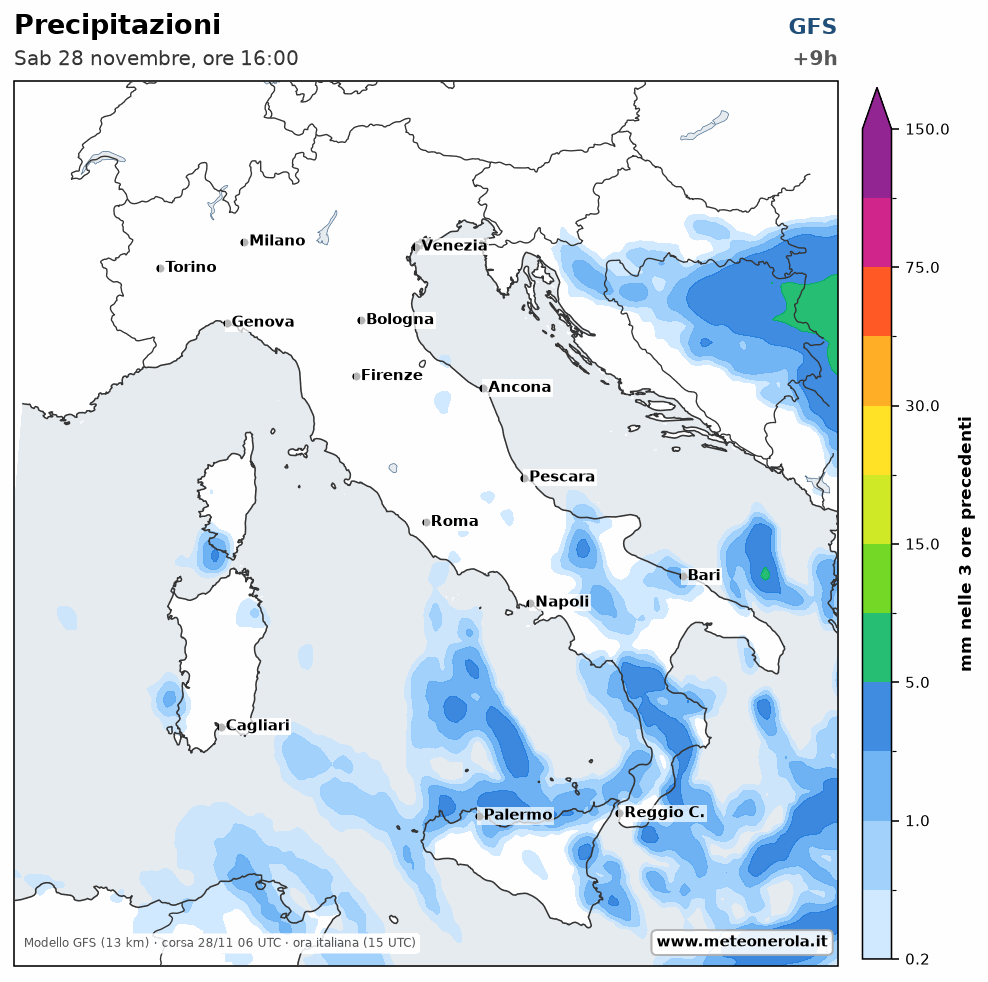 Precipitazioni
GFS
Sab 28 novembre, ore 16:00
+9h
150.0
75.0
30.0
15.0
5.0
1.0
0.2
mm nelle 3 ore precedenti
Milano
Venezia
Torino
Genova
Bologna
Firenze
Ancona
Pescara
Roma
Bari
Napoli
Cagliari
Palermo
Reggio C.
Modello GFS (13 km) · corsa 28/11 06 UTC · ora italiana (15 UTC)
www.meteonerola.it